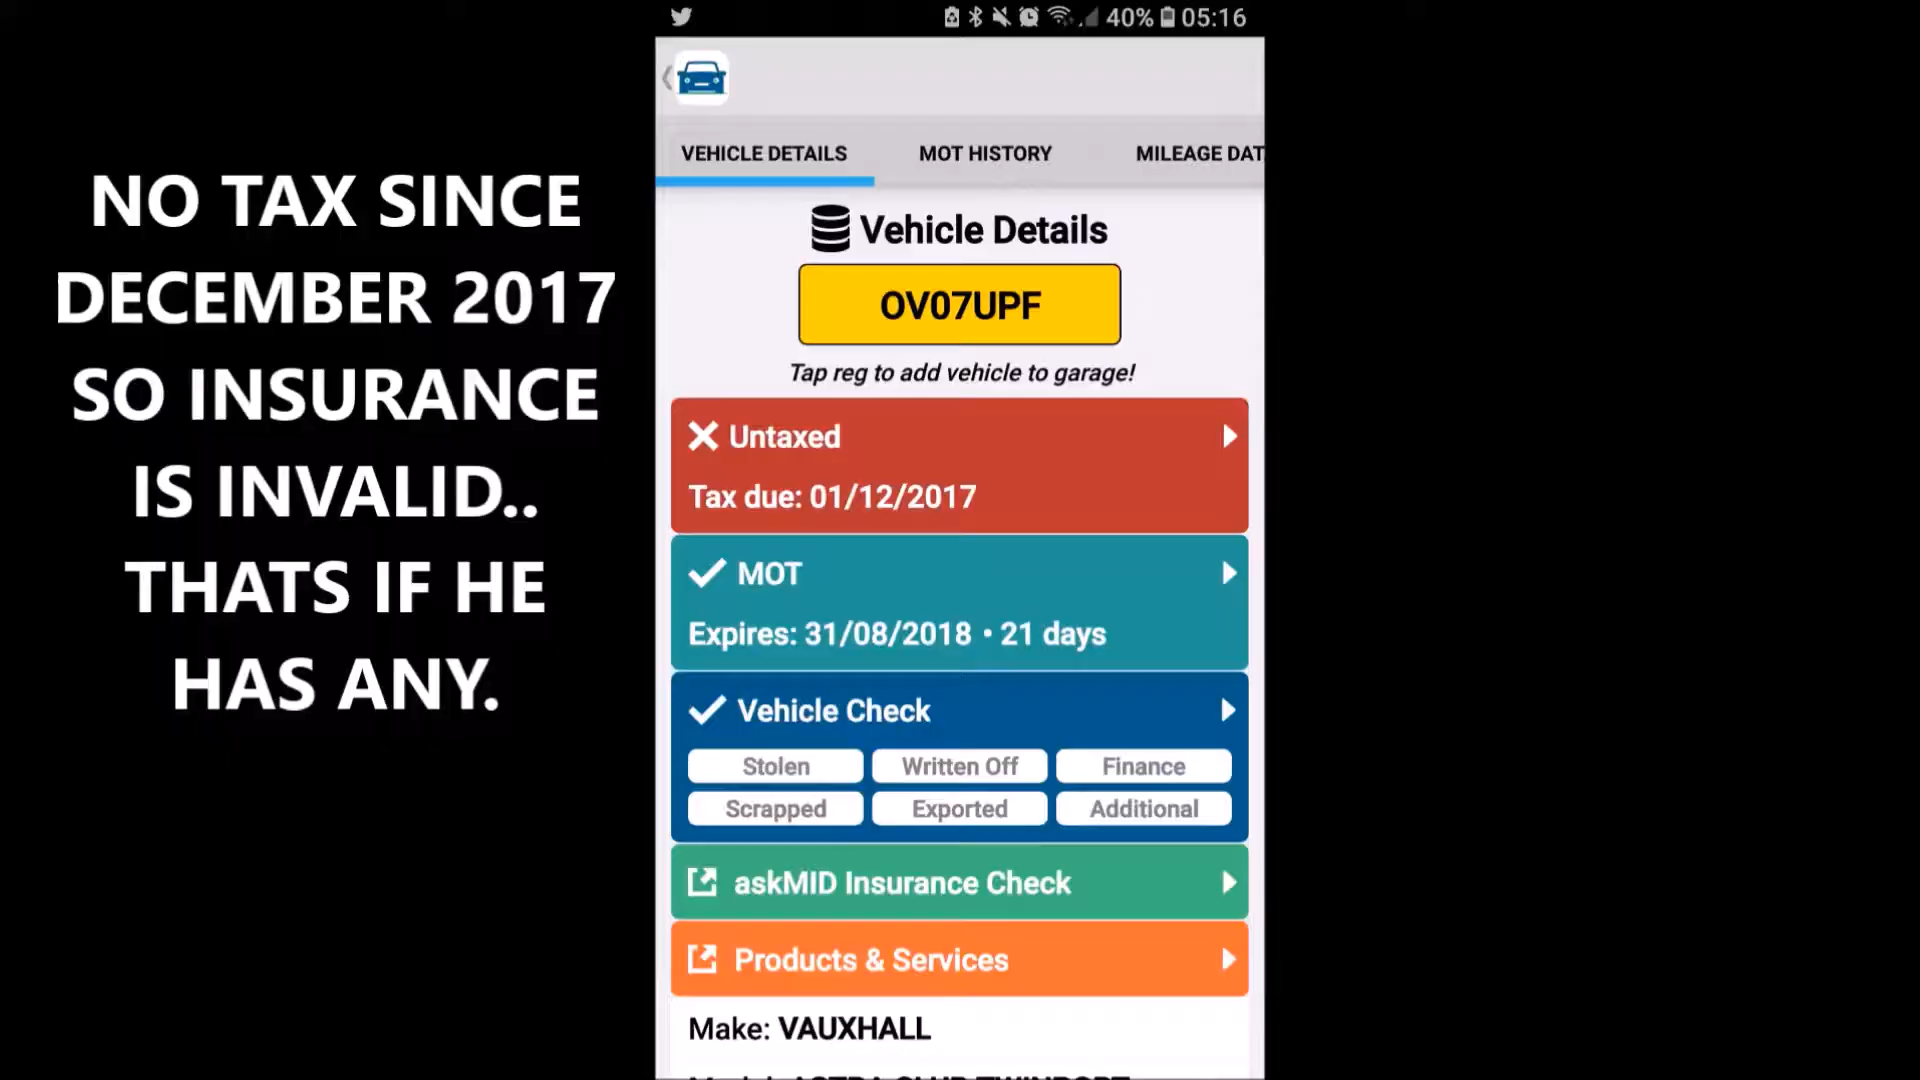 NO TAX SINCE
DECEMBER 2017
SO INSURANCE
IS INVALID..
THATS IF HE
HAS ANY.
40% 05:16
VEHICLE DETAILS MOT HISTORY MILEAGE DAT
Vehicle Details
OV07UPF
Tap reg to add vehicle to garage!
Untaxed
Tax due: 01/12/2017
MOT
Expires: 31/08/2018 • 21 days
Vehicle Check
Stolen Written Off Finance
Scrapped Exported Additional
askMID Insurance Check
Products & Services
Make: VAUXHALL